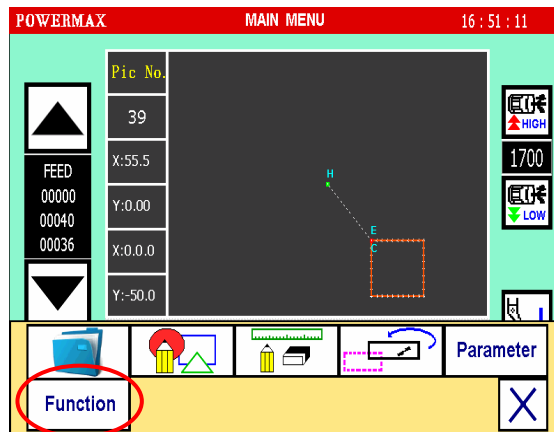 POWERMAX MAIN MENU 16:51:11
Pic No.
39
X:55.5
Y:0.00
X:0.0.0
Y:-50.0
FEED
00000
00040
00036
H
E
C
HIGH
1700
LOW
Parameter
Function
X